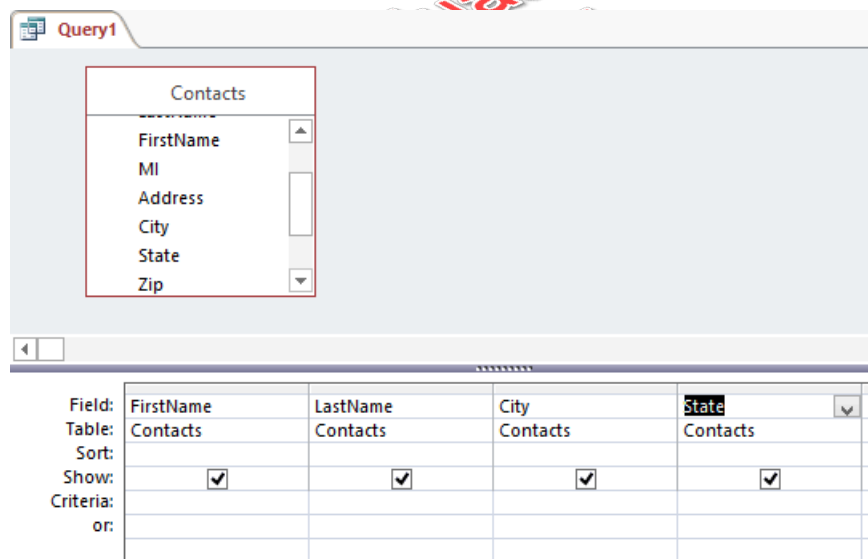 Query1
Contacts
FirstName
MI
Address
City
State
Zip
Field: FirstName LastName City State
Table: Contacts Contacts Contacts Contacts
Sort:
Show:
Criteria:
or: